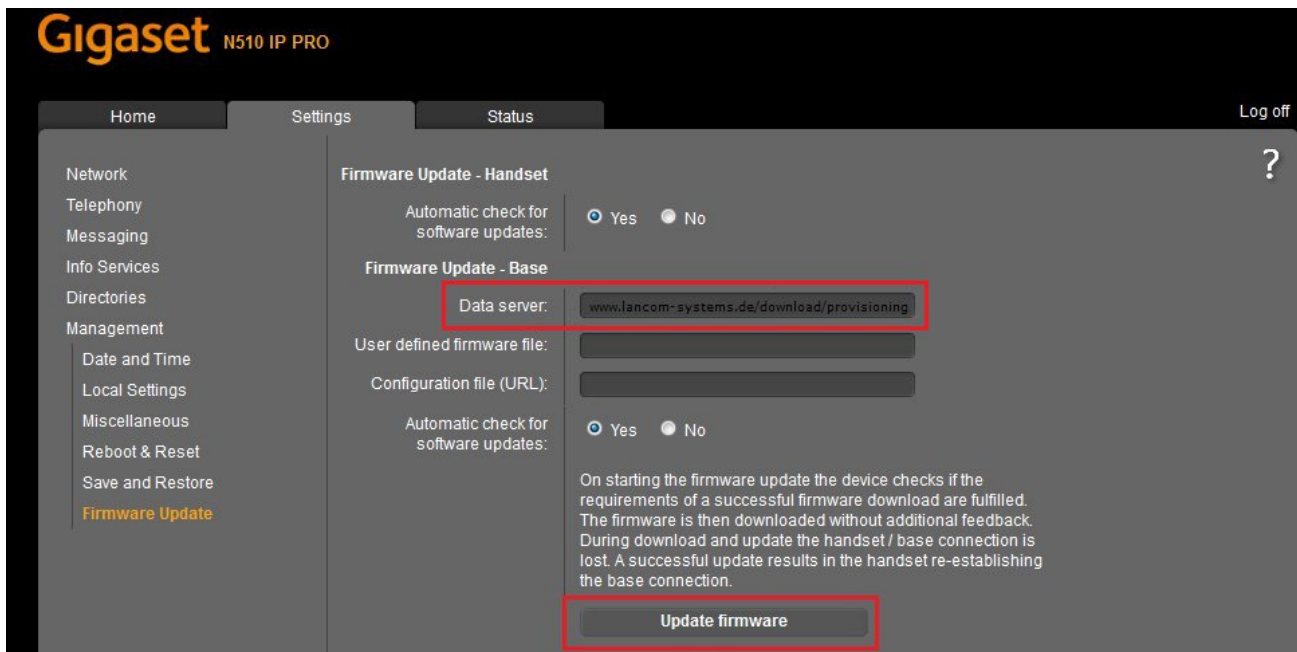 Gigaset N510 IP PRO
Home Settings Status Log off
?
Network
Telephony
Messaging
Info Services
Directories
Management
Date and Time
Local Settings
Miscellaneous
Reboot & Reset
Save and Restore
Firmware Update
Firmware Update - Handset
Automatic check for
software updates:
Yes No
Firmware Update - Base
Data server: www.lancom-systems.de/download/provisioning
User defined firmware file:
Configuration file (URL):
Automatic check for
software updates:
Yes No
On starting the firmware update the device checks if the
requirements of a successful firmware download are fulfilled.
The firmware is then downloaded without additional feedback.
During download and update the handset / base connection is
lost. A successful update results in the handset re-establishing
the base connection.
Update firmware